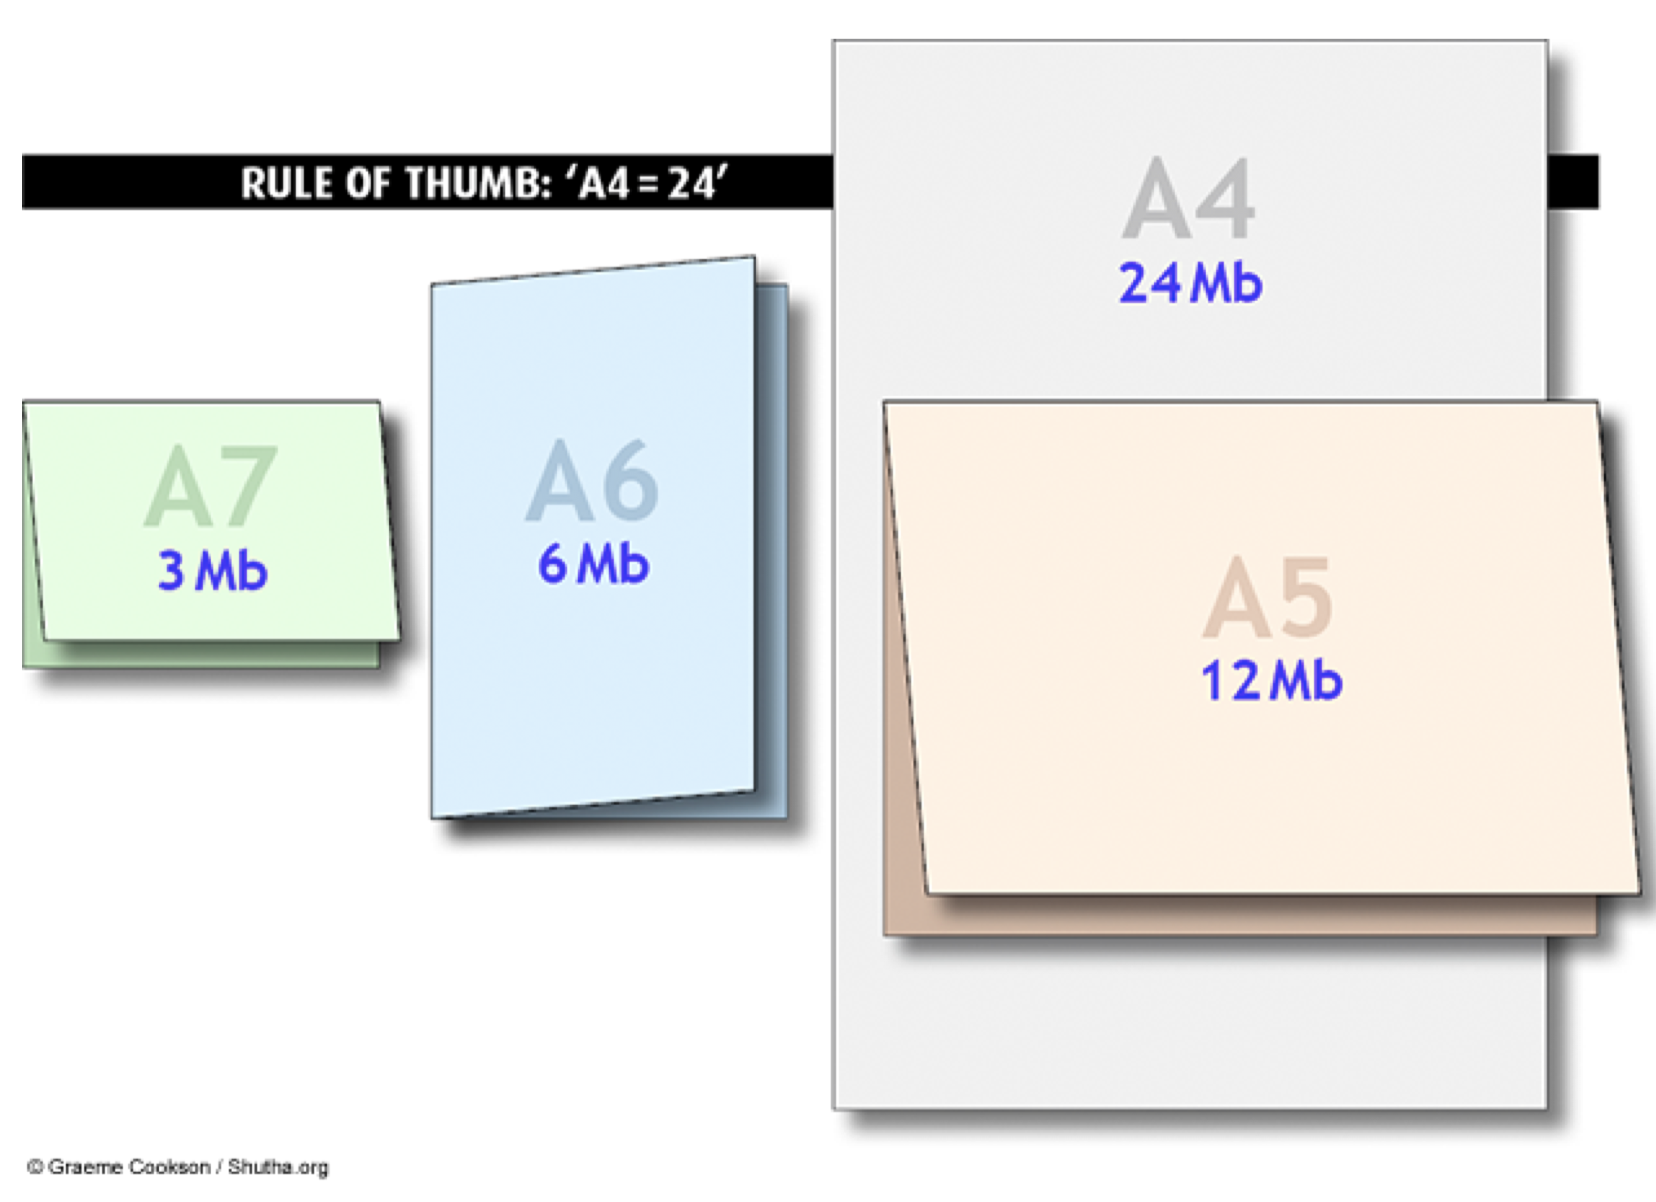 RULE OF THUMB: ‘A4 = 24’
A4
24 Mb
A7
3 Mb
A6
6 Mb
A5
12 Mb
© Graeme Cookson / Shutha.org